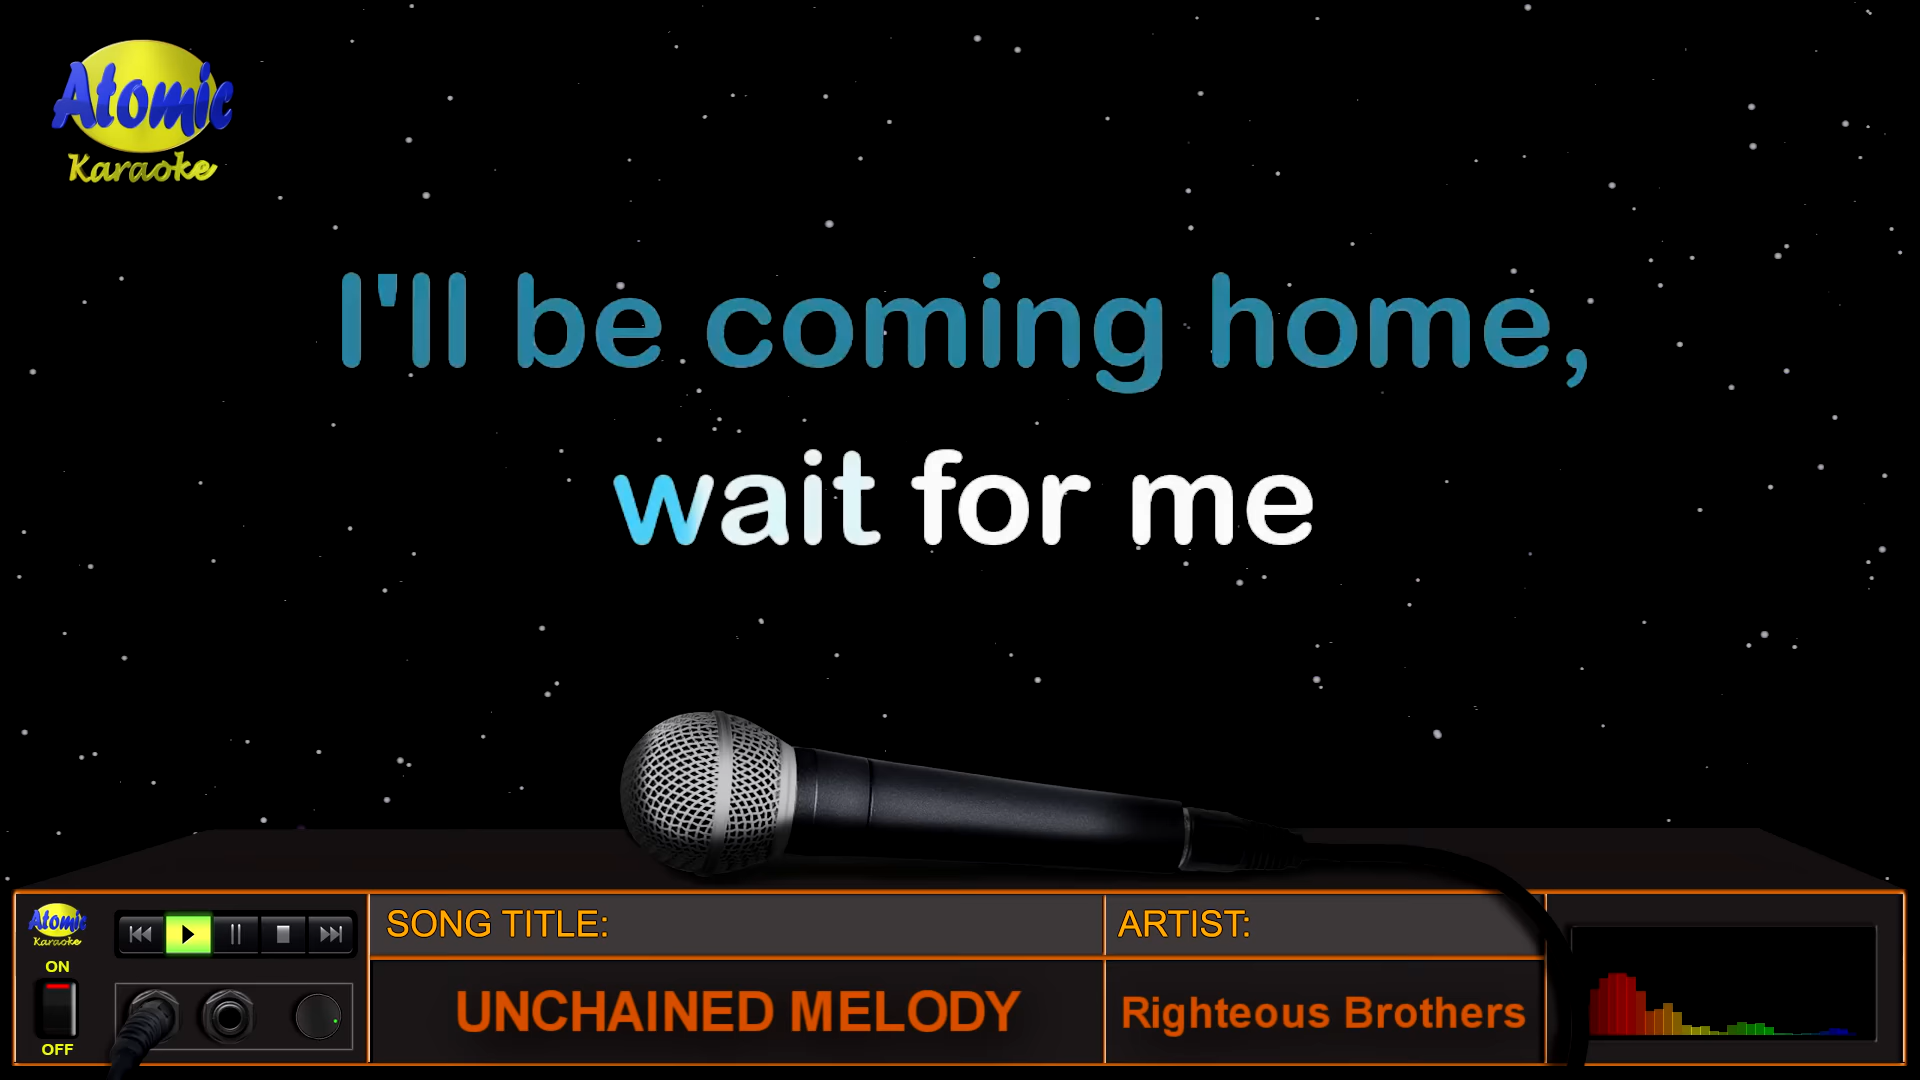 Atomic
Karaoke
I'll be coming home,
wait for me
Atomic
Karaoke
ON
OFF
SONG TITLE:
UNCHAINED MELODY
ARTIST:
Righteous Brothers